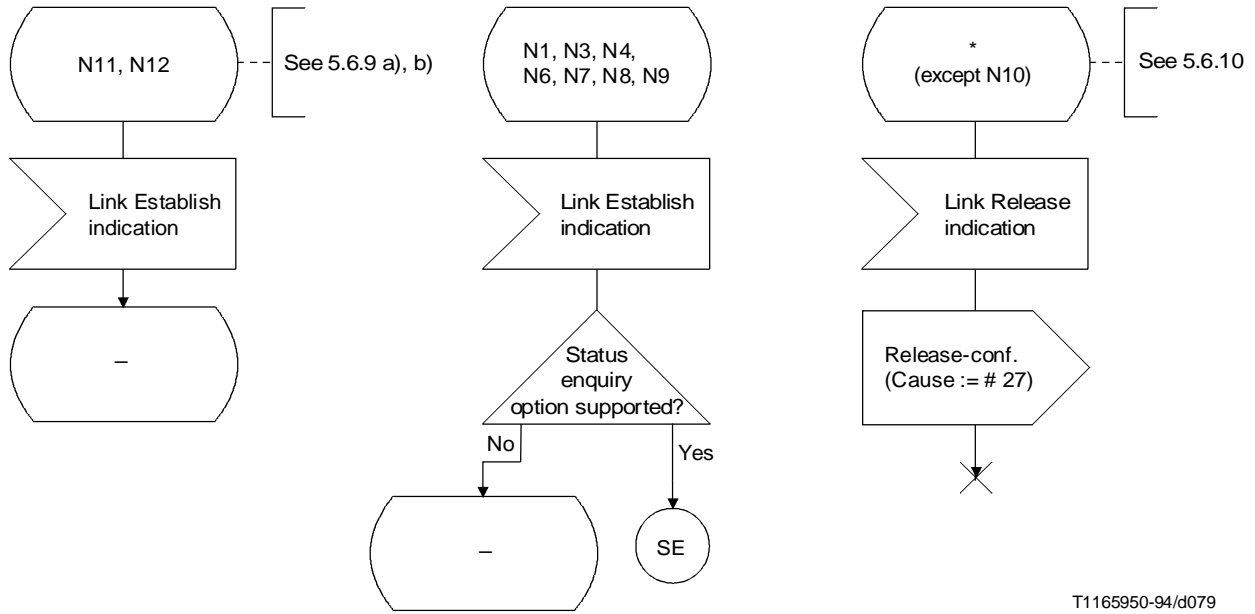 N11, N12
See 5.6.9 a), b)
Link Establish
indication
–
N1, N3, N4,
N6, N7, N8, N9
Link Establish
indication
Status
enquiry
option supported?
No
Yes
–
SE
*
(except N10)
See 5.6.10
Link Release
indication
Release-conf.
(Cause := # 27)
T1165950-94/d079